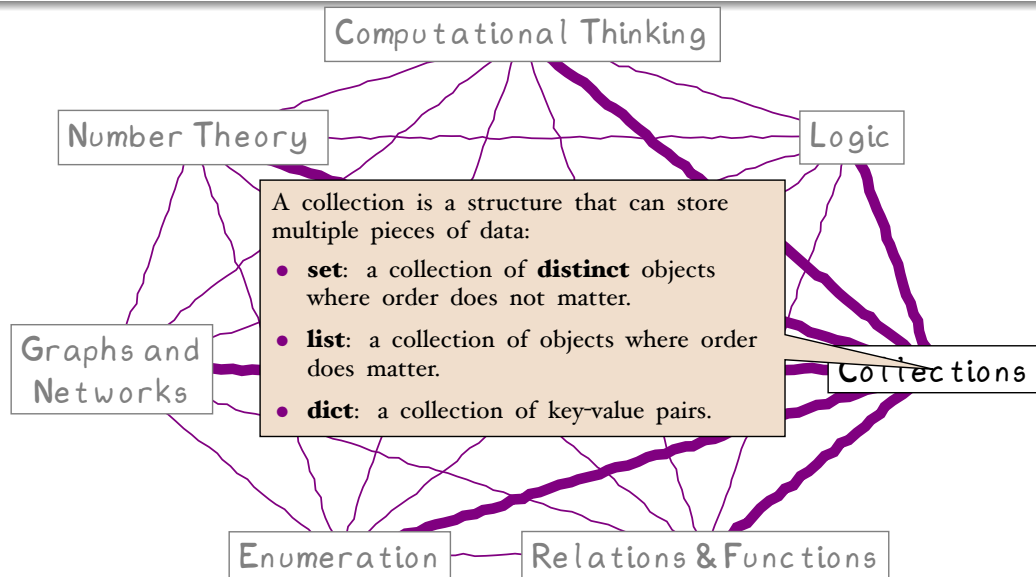 Computational Thinking
Number Theory
Logic
A collection is a structure that can store
multiple pieces of data:
• set: a collection of distinct objects
where order does not matter.
• list: a collection of objects where order
does matter.
• dict: a collection of key-value pairs.
Graphs and
Networks
Collections
Enumeration
Relations & Functions